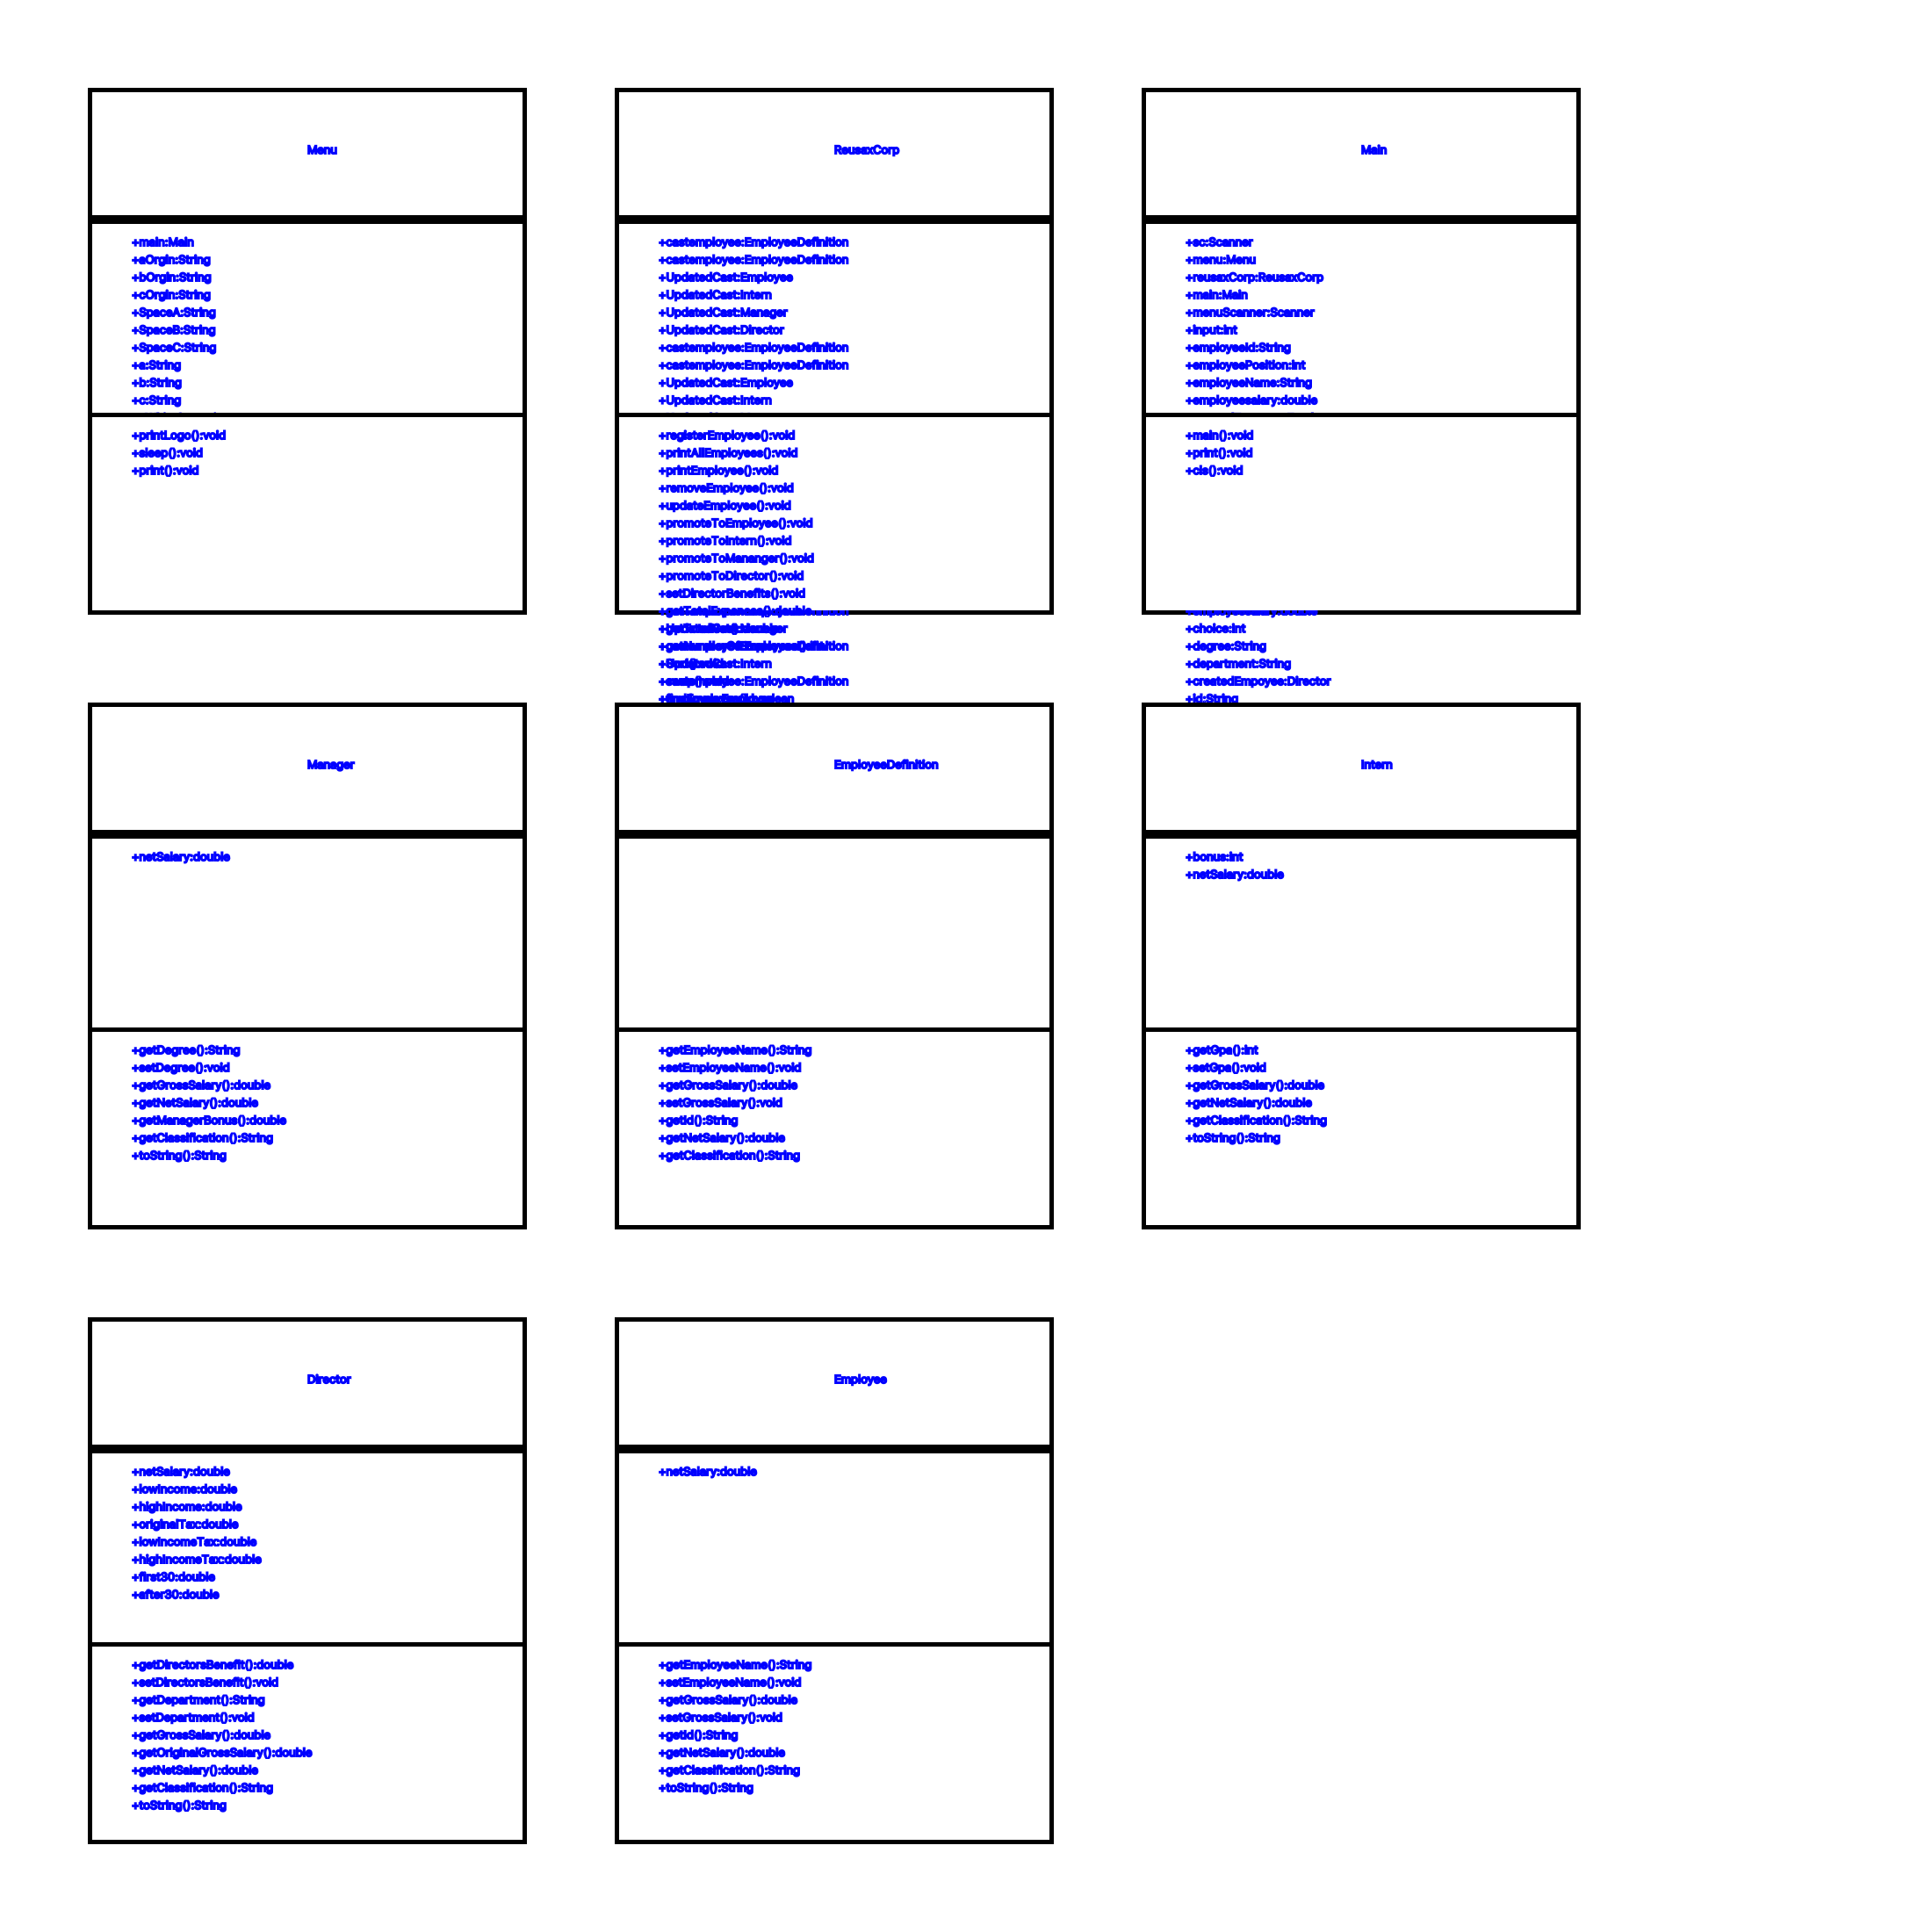 Menu
+main:Main
+aOrgin:String
+bOrgin:String
+cOrgin:String
+SpaceA:String
+SpaceB:String
+SpaceC:String
+a:String
+b:String
+c:String
+printLogo():void
+sleep():void
+print():void
ReusaxCorp
+castemployee:EmployeeDefinition
+castemployee:EmployeeDefinition
+UpdatedCast:Employee
+UpdatedCast:Intern
+UpdatedCast:Manager
+UpdatedCast:Director
+castemployee:EmployeeDefinition
+castemployee:EmployeeDefinition
+UpdatedCast:Employee
+UpdatedCast:Intern
+registerEmployee():void
+printAllEmployees():void
+printEmployee():void
+removeEmployee():void
+updateEmployee():void
+promoteToEmployee():void
+promoteToIntern():void
+promoteToMananger():void
+promoteToDirector():void
+setDirectorBenefits():void
+getTotalExpenses():double
Main
+sc:Scanner
+menu:Menu
+reusaxCorp:ReusaxCorp
+main:Main
+menuScanner:Scanner
+input:int
+employeeId:String
+employeePosition:int
+employeeName:String
+employeesalary:double
+main():void
+print():void
+cls():void
+choice:int
+degree:String
+department:String
+createdEmpoyee:Director
+id:String
Manager
+netSalary:double
+getDegree():String
+setDegree():void
+getGrossSalary():double
+getNetSalary():double
+getManagerBonus():double
+getClassification():String
+toString():String
EmployeeDefinition
+getEmployeeName():String
+setEmployeeName():void
+getGrossSalary():double
+setGrossSalary():void
+getId():String
+getNetSalary():double
+getClassification():String
Intern
+bonus:int
+netSalary:double
+getGpa():int
+setGpa():void
+getGrossSalary():double
+getNetSalary():double
+getClassification():String
+toString():String
Director
+netSalary:double
+lowIncome:double
+highIncome:double
+originalTax:double
+lowIncomeTax:double
+highIncomeTax:double
+first30:double
+after30:double
+getDirectorsBenefit():double
+setDirectorsBenefit():void
+getDepartment():String
+setDepartment():void
+getGrossSalary():double
+getOriginalGrossSalary():double
+getNetSalary():double
+getClassification():String
+toString():String
Employee
+netSalary:double
+getEmployeeName():String
+setEmployeeName():void
+getGrossSalary():double
+setGrossSalary():void
+getId():String
+getNetSalary():double
+getClassification():String
+toString():String